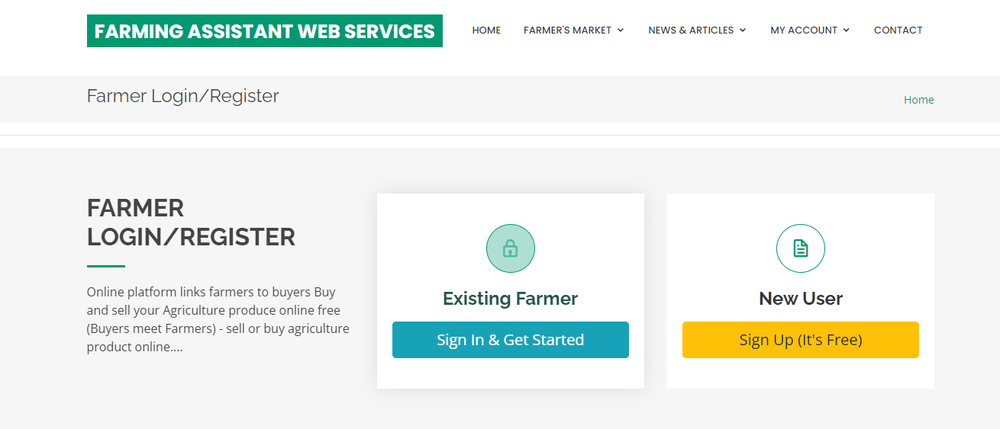 FARMING ASSISTANT WEB SERVICES
HOME
FARMER'S MARKET
NEWS & ARTICLES
MY ACCOUNT
CONTACT
Farmer Login/Register
Home
FARMER
LOGIN/REGISTER
Online platform links farmers to buyers Buy
and sell your Agriculture produce online free
(Buyers meet Farmers) - sell or buy agriculture
product online....
Existing Farmer
Sign In & Get Started
New User
Sign Up (It's Free)